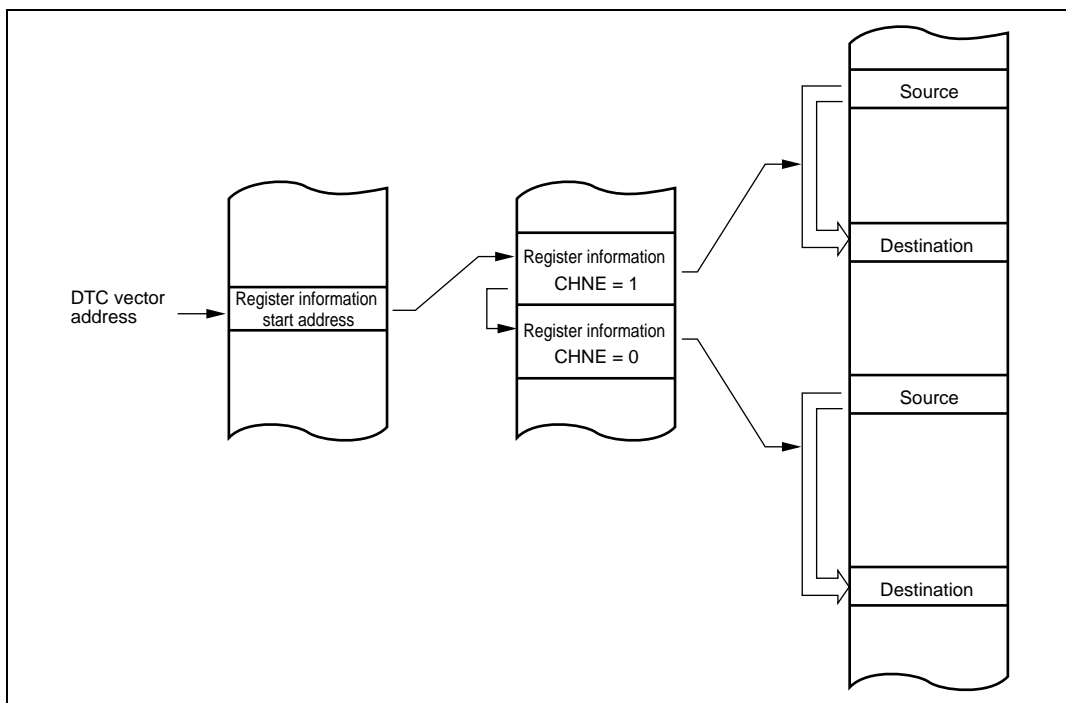 DTC vector
address
Register information
start address
Register information
CHNE = 1
Register information
CHNE = 0
Source
Destination
Source
Destination